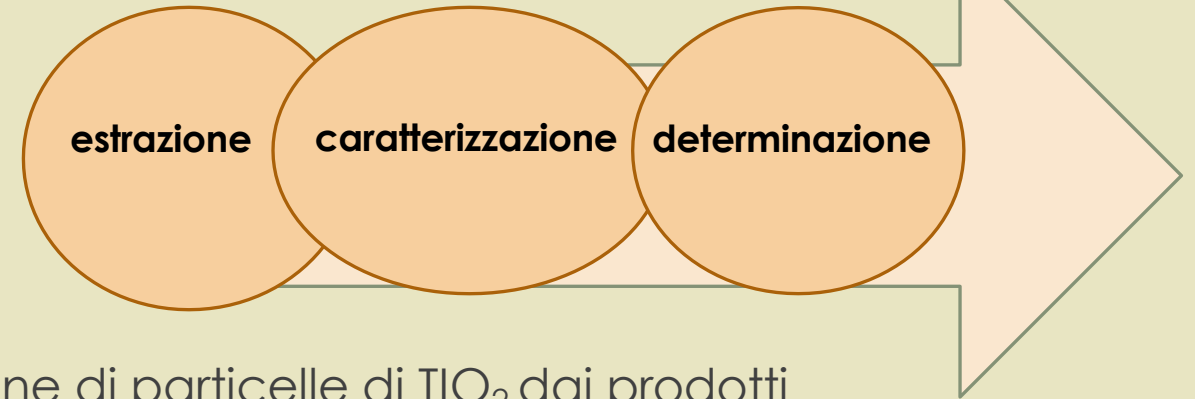 estrazione caratterizzazione determinazione
ne di particelle di TIO₂ dai prodotti